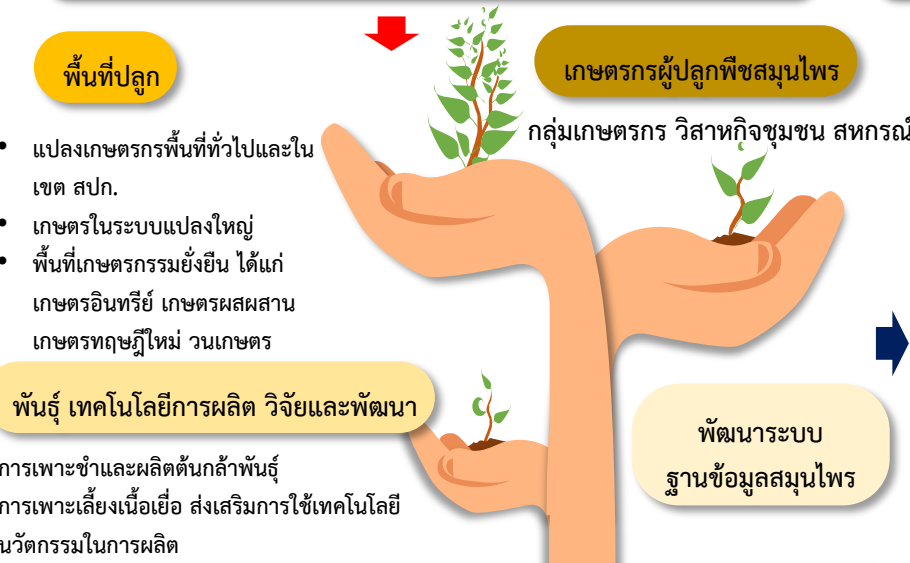 พื้นที่ปลูก
• แปลงเกษตรกรพื้นที่ทั่วไปและใน
เขต สปก.
• เกษตรในระบบแปลงใหญ่
• พื้นที่เกษตรกรรมยั่งยืน ได้แก่
เกษตรอินทรีย์ เกษตรผสผสาน
เกษตรทฤษฎีใหม่ วนเกษตร
เกษตรกรผู้ปลูกพืชสมุนไพร
กลุ่มเกษตรกร วิสาหกิจชุมชน สหกรณ์
พันธุ์ เทคโนโลยีการผลิต วิจัยและพัฒนา
การเพาะชำและผลิตต้นกล้าพันธุ์
การเพาะเลี้ยงเนื้อเยื่อ ส่งเสริมการใช้เทคโนโลยี
นวัตกรรมในการผลิต
พัฒนาระบบ
ฐานข้อมูลสมุนไพร